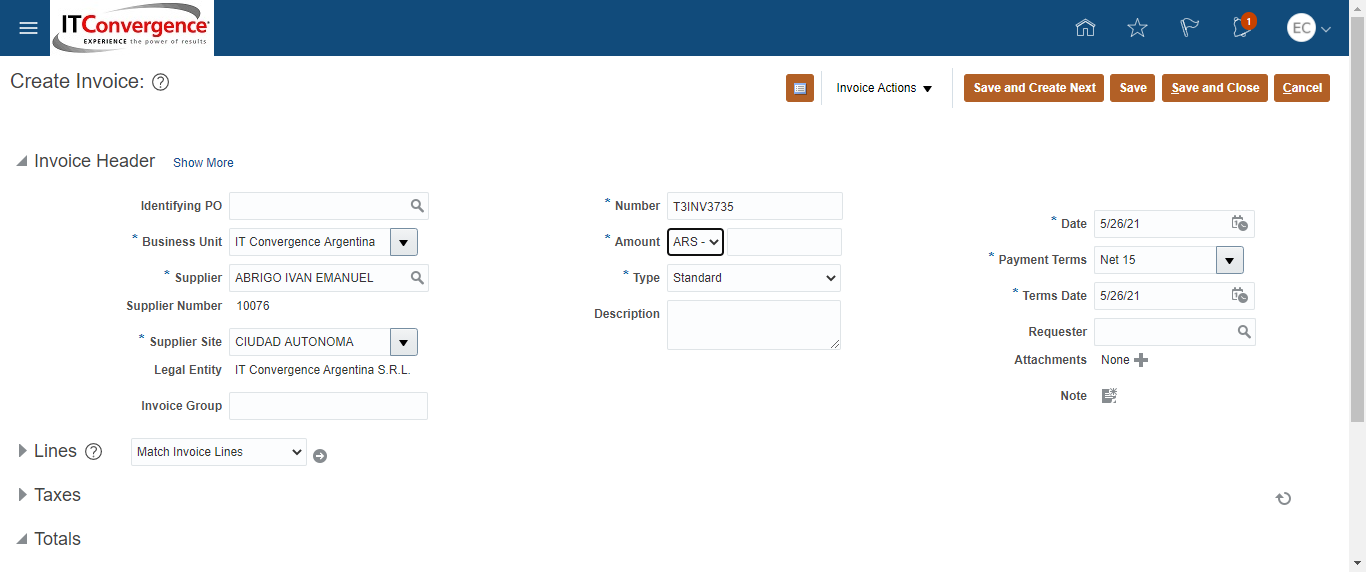 ITConvergence
EXPERIENCE the power of results
1
EC
Create Invoice: ?
Invoice Actions
Save and Create Next
Save
Save and Close
Cancel
Invoice Header Show More
Identifying PO
* Business Unit IT Convergence Argentina
* Supplier ABRIGO IVAN EMANUEL
Supplier Number 10076
* Supplier Site CIUDAD AUTONOMA
Legal Entity IT Convergence Argentina S.R.L.
Invoice Group
* Number T3INV3735
* Amount ARS -
* Type Standard
Description
* Date 5/26/21
* Payment Terms Net 15
* Terms Date 5/26/21
Requester
Attachments None
Note
Lines ? Match Invoice Lines
Taxes
Totals